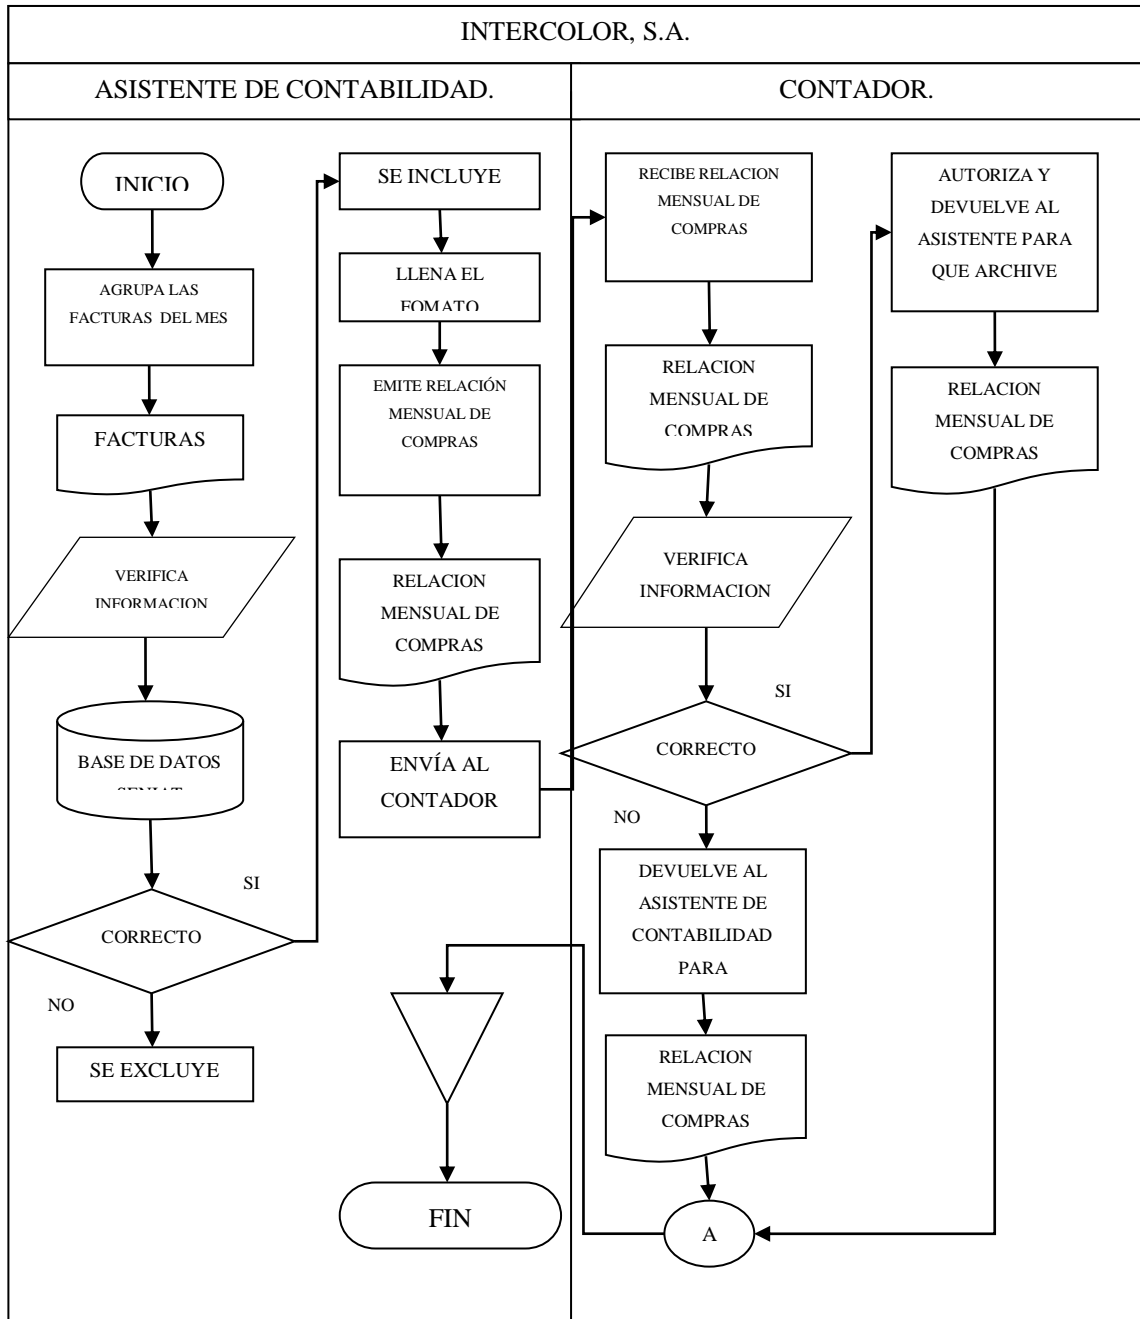 INTERCOLOR, S.A.
ASISTENTE DE CONTABILIDAD.
CONTADOR.
INICIO
AGRUPA LAS
FACTURAS DEL MES
FACTURAS
VERIFICA
INFORMACION
BASE DE DATOS
SENIAT
CORRECTO
SI
NO
SE EXCLUYE
SE INCLUYE
LLENA EL
FOMATO
EMITE RELACIÓN
MENSUAL DE
COMPRAS
RELACION
MENSUAL DE
COMPRAS
ENVÍA AL
CONTADOR
FIN
RECIBE RELACION
MENSUAL DE
COMPRAS
RELACION
MENSUAL DE
COMPRAS
VERIFICA
INFORMACION
CORRECTO
SI
NO
DEVUELVE AL
ASISTENTE DE
CONTABILIDAD
PARA
RELACION
MENSUAL DE
COMPRAS
A
AUTORIZA Y
DEVUELVE AL
ASISTENTE PARA
QUE ARCHIVE
RELACION
MENSUAL DE
COMPRAS